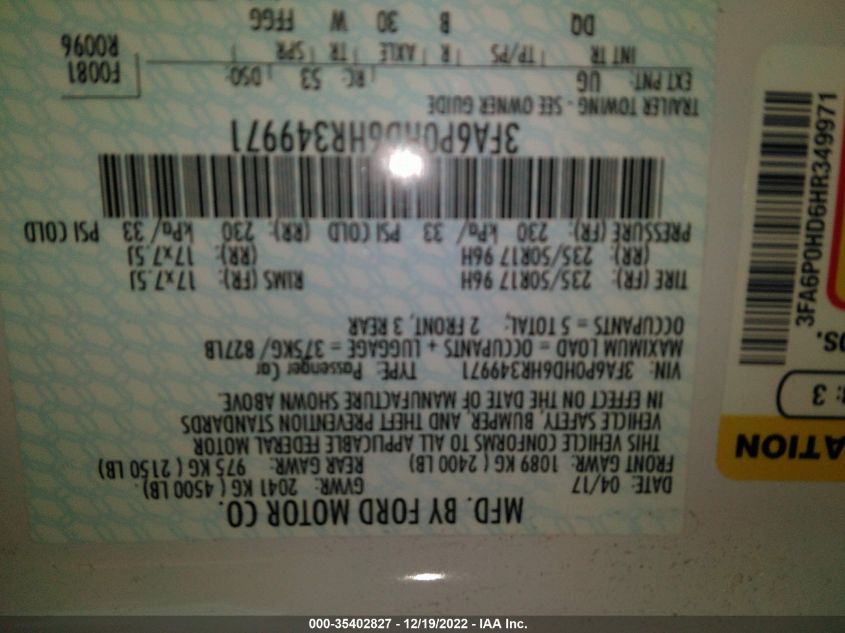 MFD. BY FORD MOTOR CO.
DATE: 04/17 GVWR: 2041 KG ( 4500 LB).
FRONT GAWR: 1089 KG ( 2400 LB) REAR GAWR: 975 KG ( 2150 LB)
THIS VEHICLE CONFORMS TO ALL APPLICABLE FEDERAL MOTOR
VEHICLE SAFETY, BUMPER, AND THEFT PREVENTION STANDARDS
IN EFFECT ON THE DATE OF MANUFACTURE SHOWN ABOVE.
VIN: 3FA6P0HD6HR349971 TYPE: Passenger Car
MAXIMUM LOAD = OCCUPANTS + LUGGAGE = 375KG/ 827LB
OCCUPANTS = 5 TOTAL, 2 FRONT, 3 REAR
TIRE (FR): 235/50R17 96H RIMS (FR): 17x7.5J
(RR): 235/50R17 96H (RR): 17x7.5J
PRESSURE (FR): 230 kPa/ 33 PSI COLD (RR) 230 kPa/ 33 PSI COLD
3FA6P0HD6HR349971
TRAILER TOWING - SEE OWNER GUIDE
EXT PNT: UG RC: 53 DSO: F0081
INT TR TP/PS R AXLE TR SPR R0096
DQ B 30 W FFGG
ATION
: 3
OS.
3FA6P0HD6HR349971
000-35402827 - 12/19/2022 - IAA Inc.